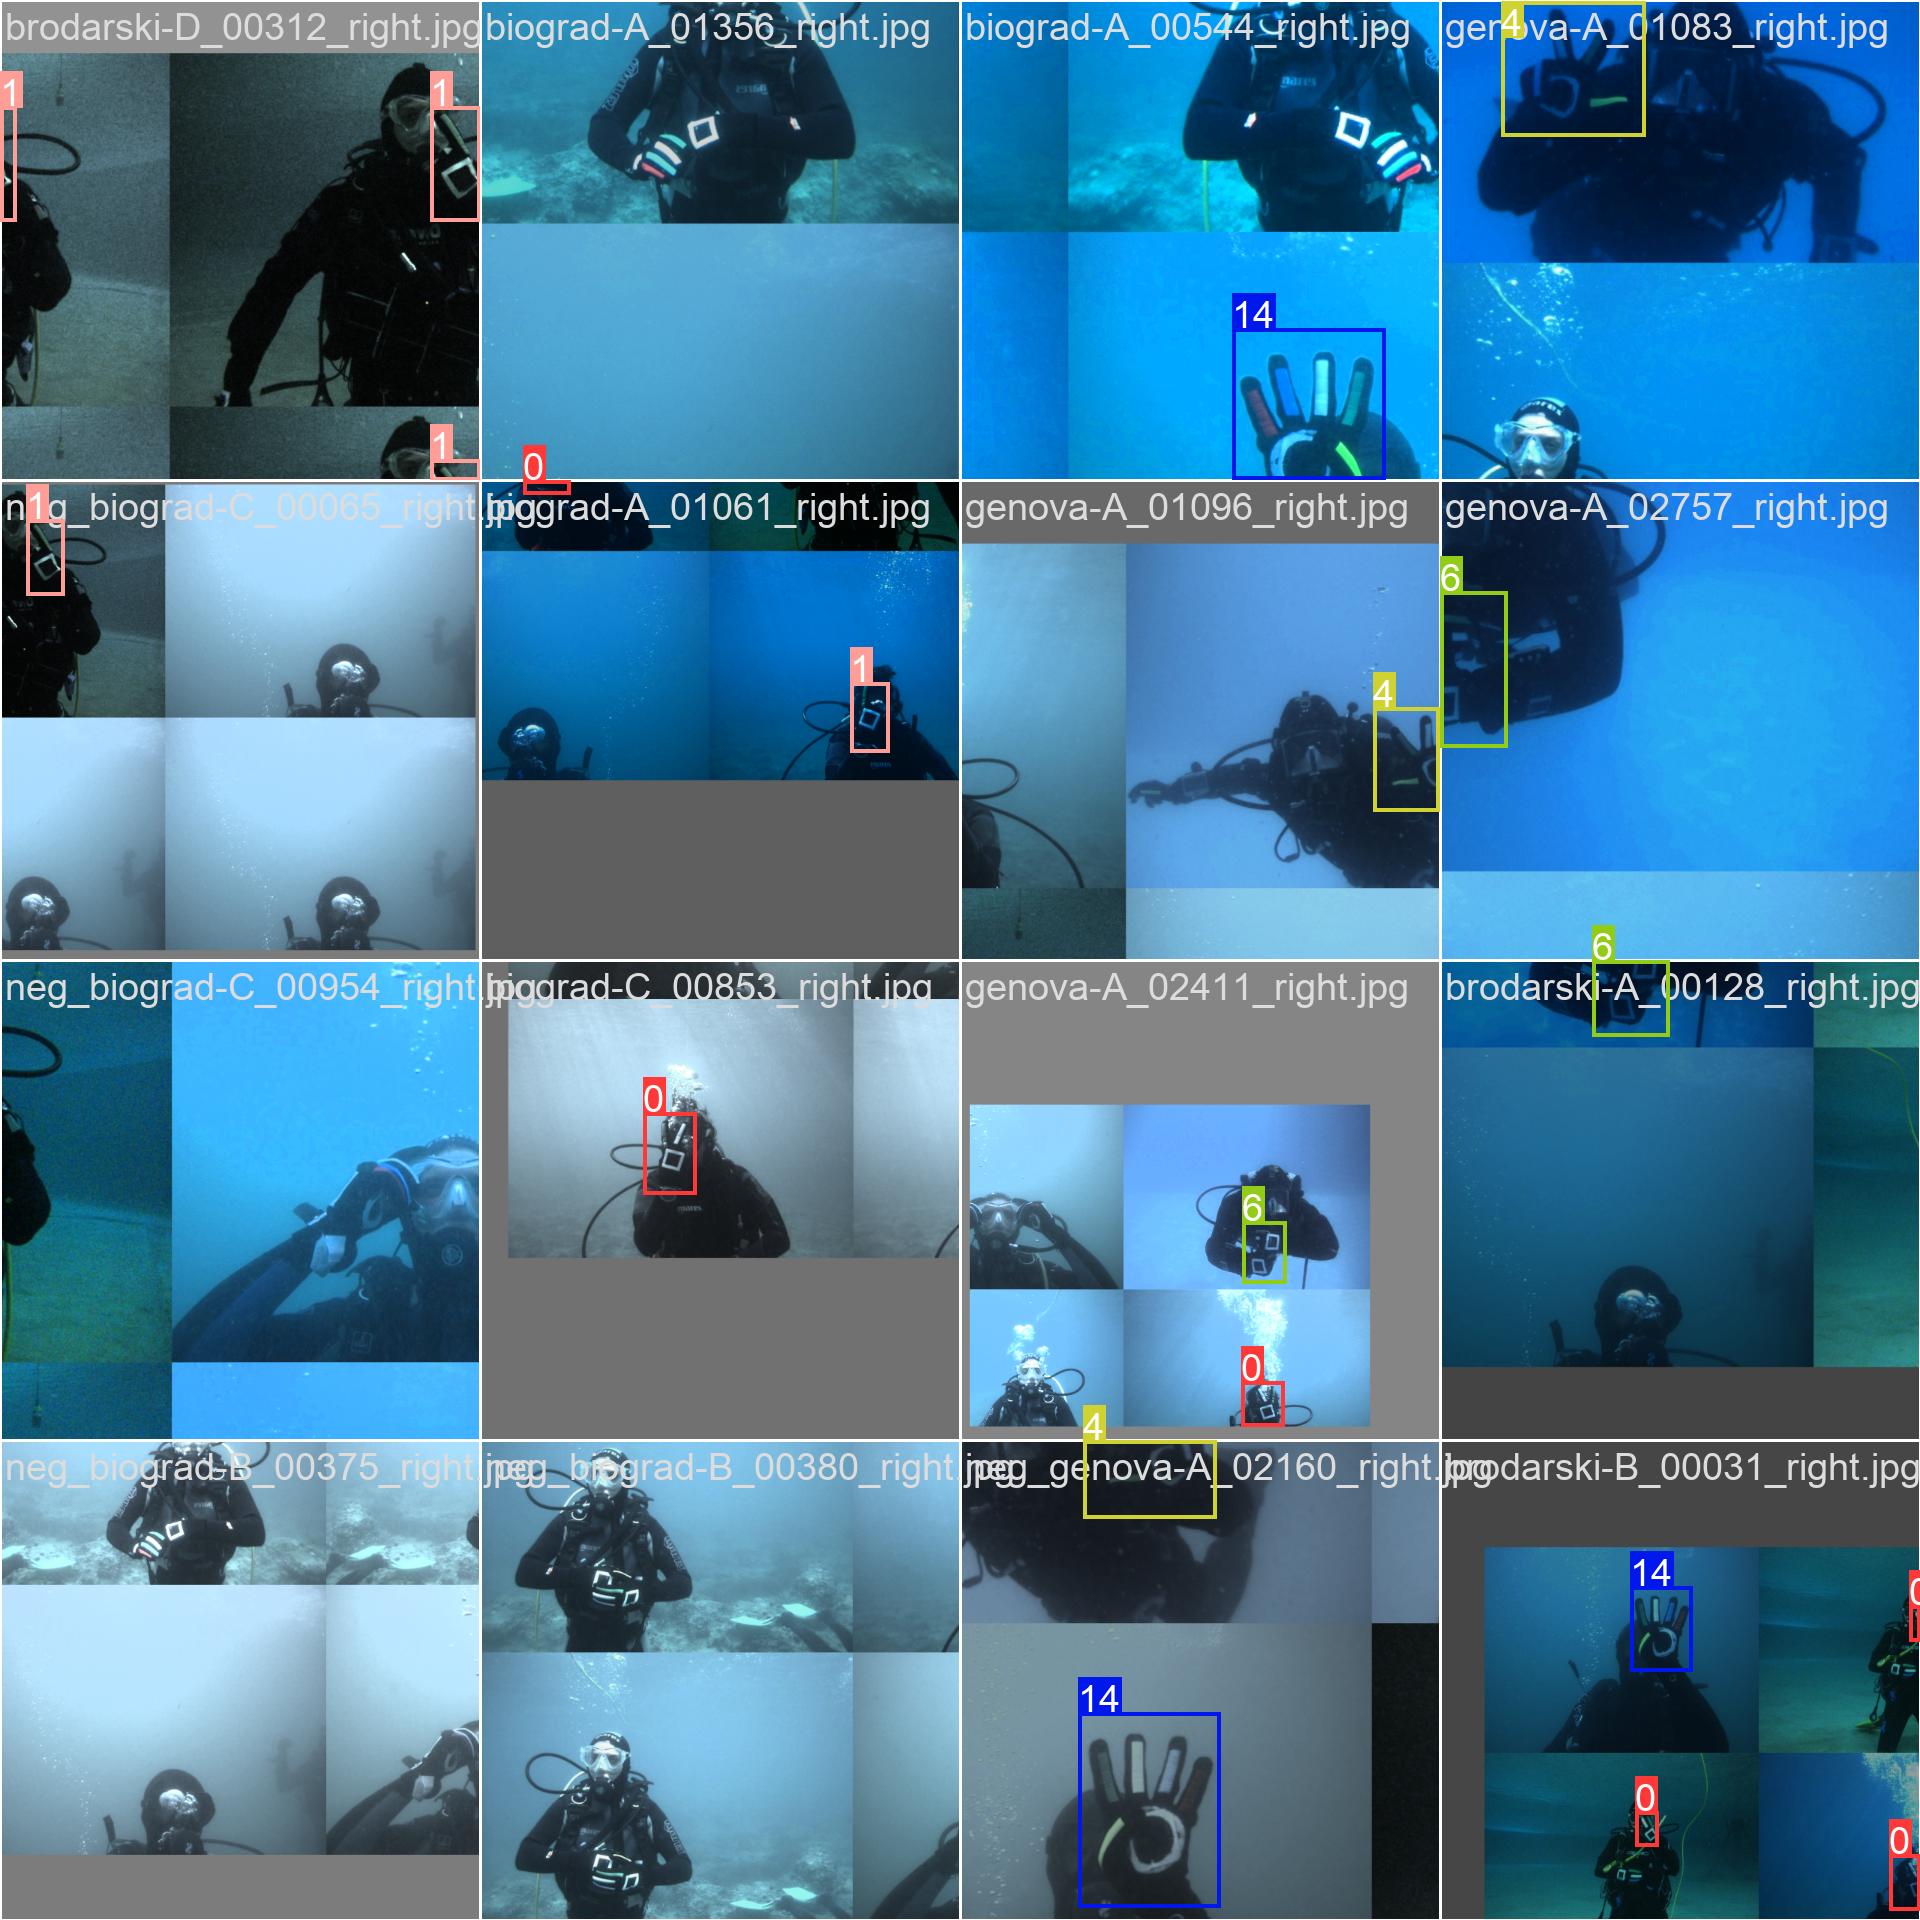 brodarski-D_00312_right.jpg
biograd-A_01356_right.jpg
biograd-A_00544_right.jpg
genova-A_01083_right.jpg
1
1
1
0
14
4
neg_biograd-C_00065_right.jpg
biograd-A_01061_right.jpg
genova-A_01096_right.jpg
genova-A_02757_right.jpg
1
1
4
6
neg_biograd-C_00954_right.jpg
biograd-C_00853_right.jpg
genova-A_02411_right.jpg
brodarski-A_00128_right.jpg
0
6
0
6
neg_biograd-B_00375_right.jpg
neg_biograd-B_00380_right.jpg
neg_genova-A_02160_right.jpg
brodarski-B_00031_right.jpg
4
14
14
0
0
0
mares